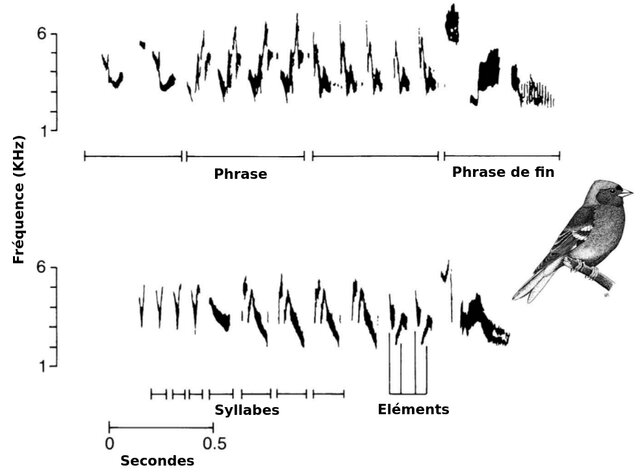 6
1
Phrase
Phrase de fin
Fréquence (KHz)
6
1
Syllabes
Eléments
0
0.5
Secondes